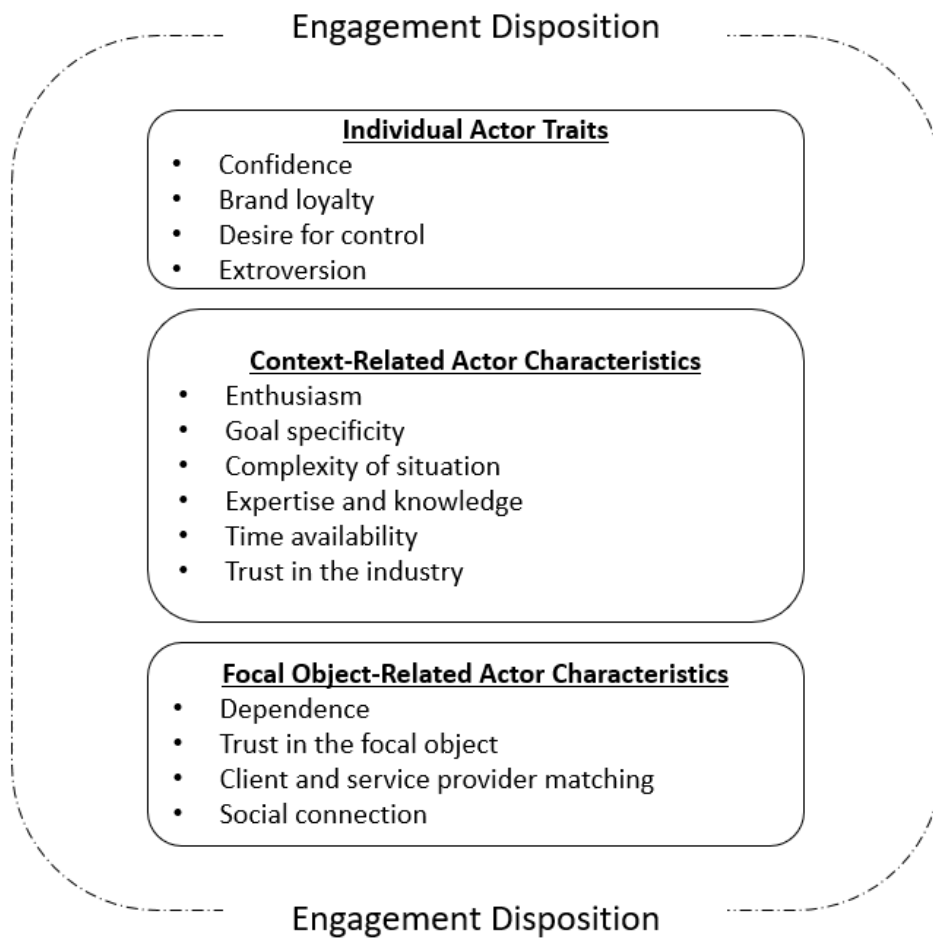 Engagement Disposition
Individual Actor Traits
• Confidence
• Brand loyalty
• Desire for control
• Extroversion
Context-Related Actor Characteristics
• Enthusiasm
• Goal specificity
• Complexity of situation
• Expertise and knowledge
• Time availability
• Trust in the industry
Focal Object-Related Actor Characteristics
• Dependence
• Trust in the focal object
• Client and service provider matching
• Social connection
Engagement Disposition